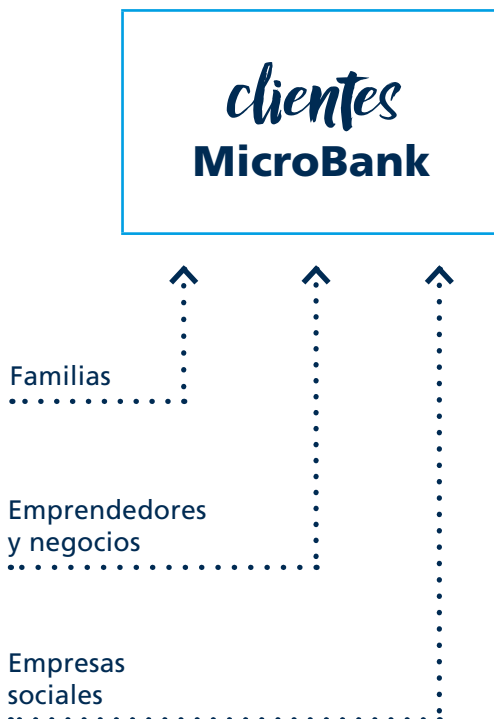 clientes
MicroBank
Familias
Emprendedores
y negocios
Empresas
sociales